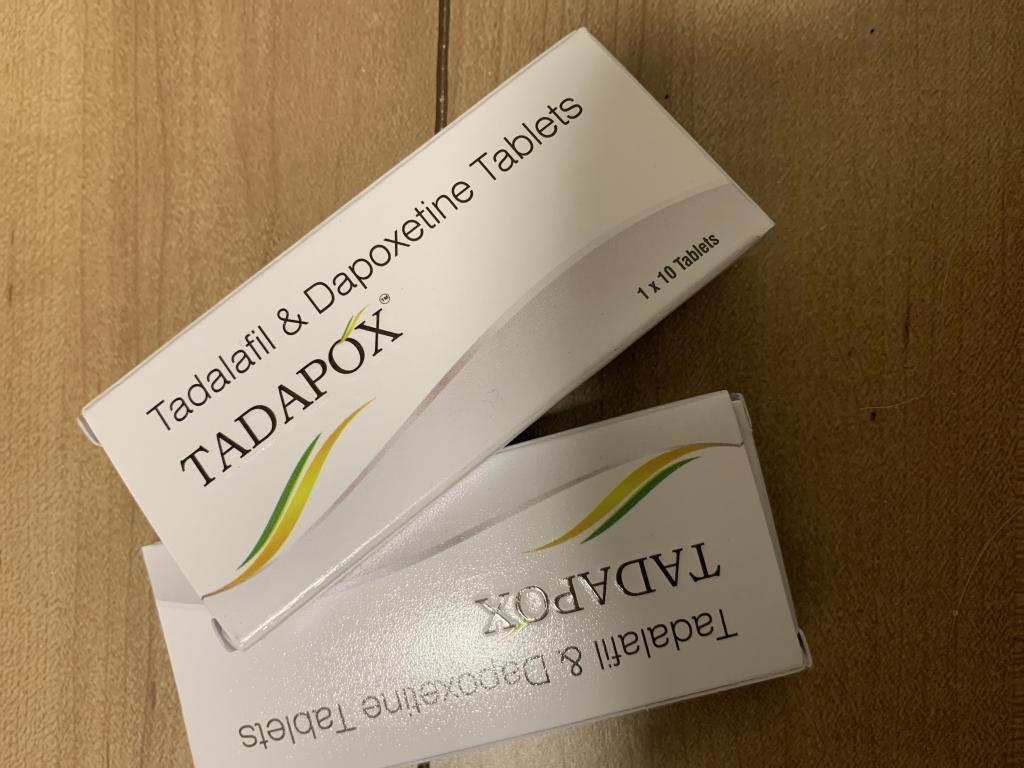 Tadalafil & Dapoxetine Tablets
TADAPOX™
1 x 10 Tablets
TADAPOX
Tadalafil & Dapoxetine Tablets